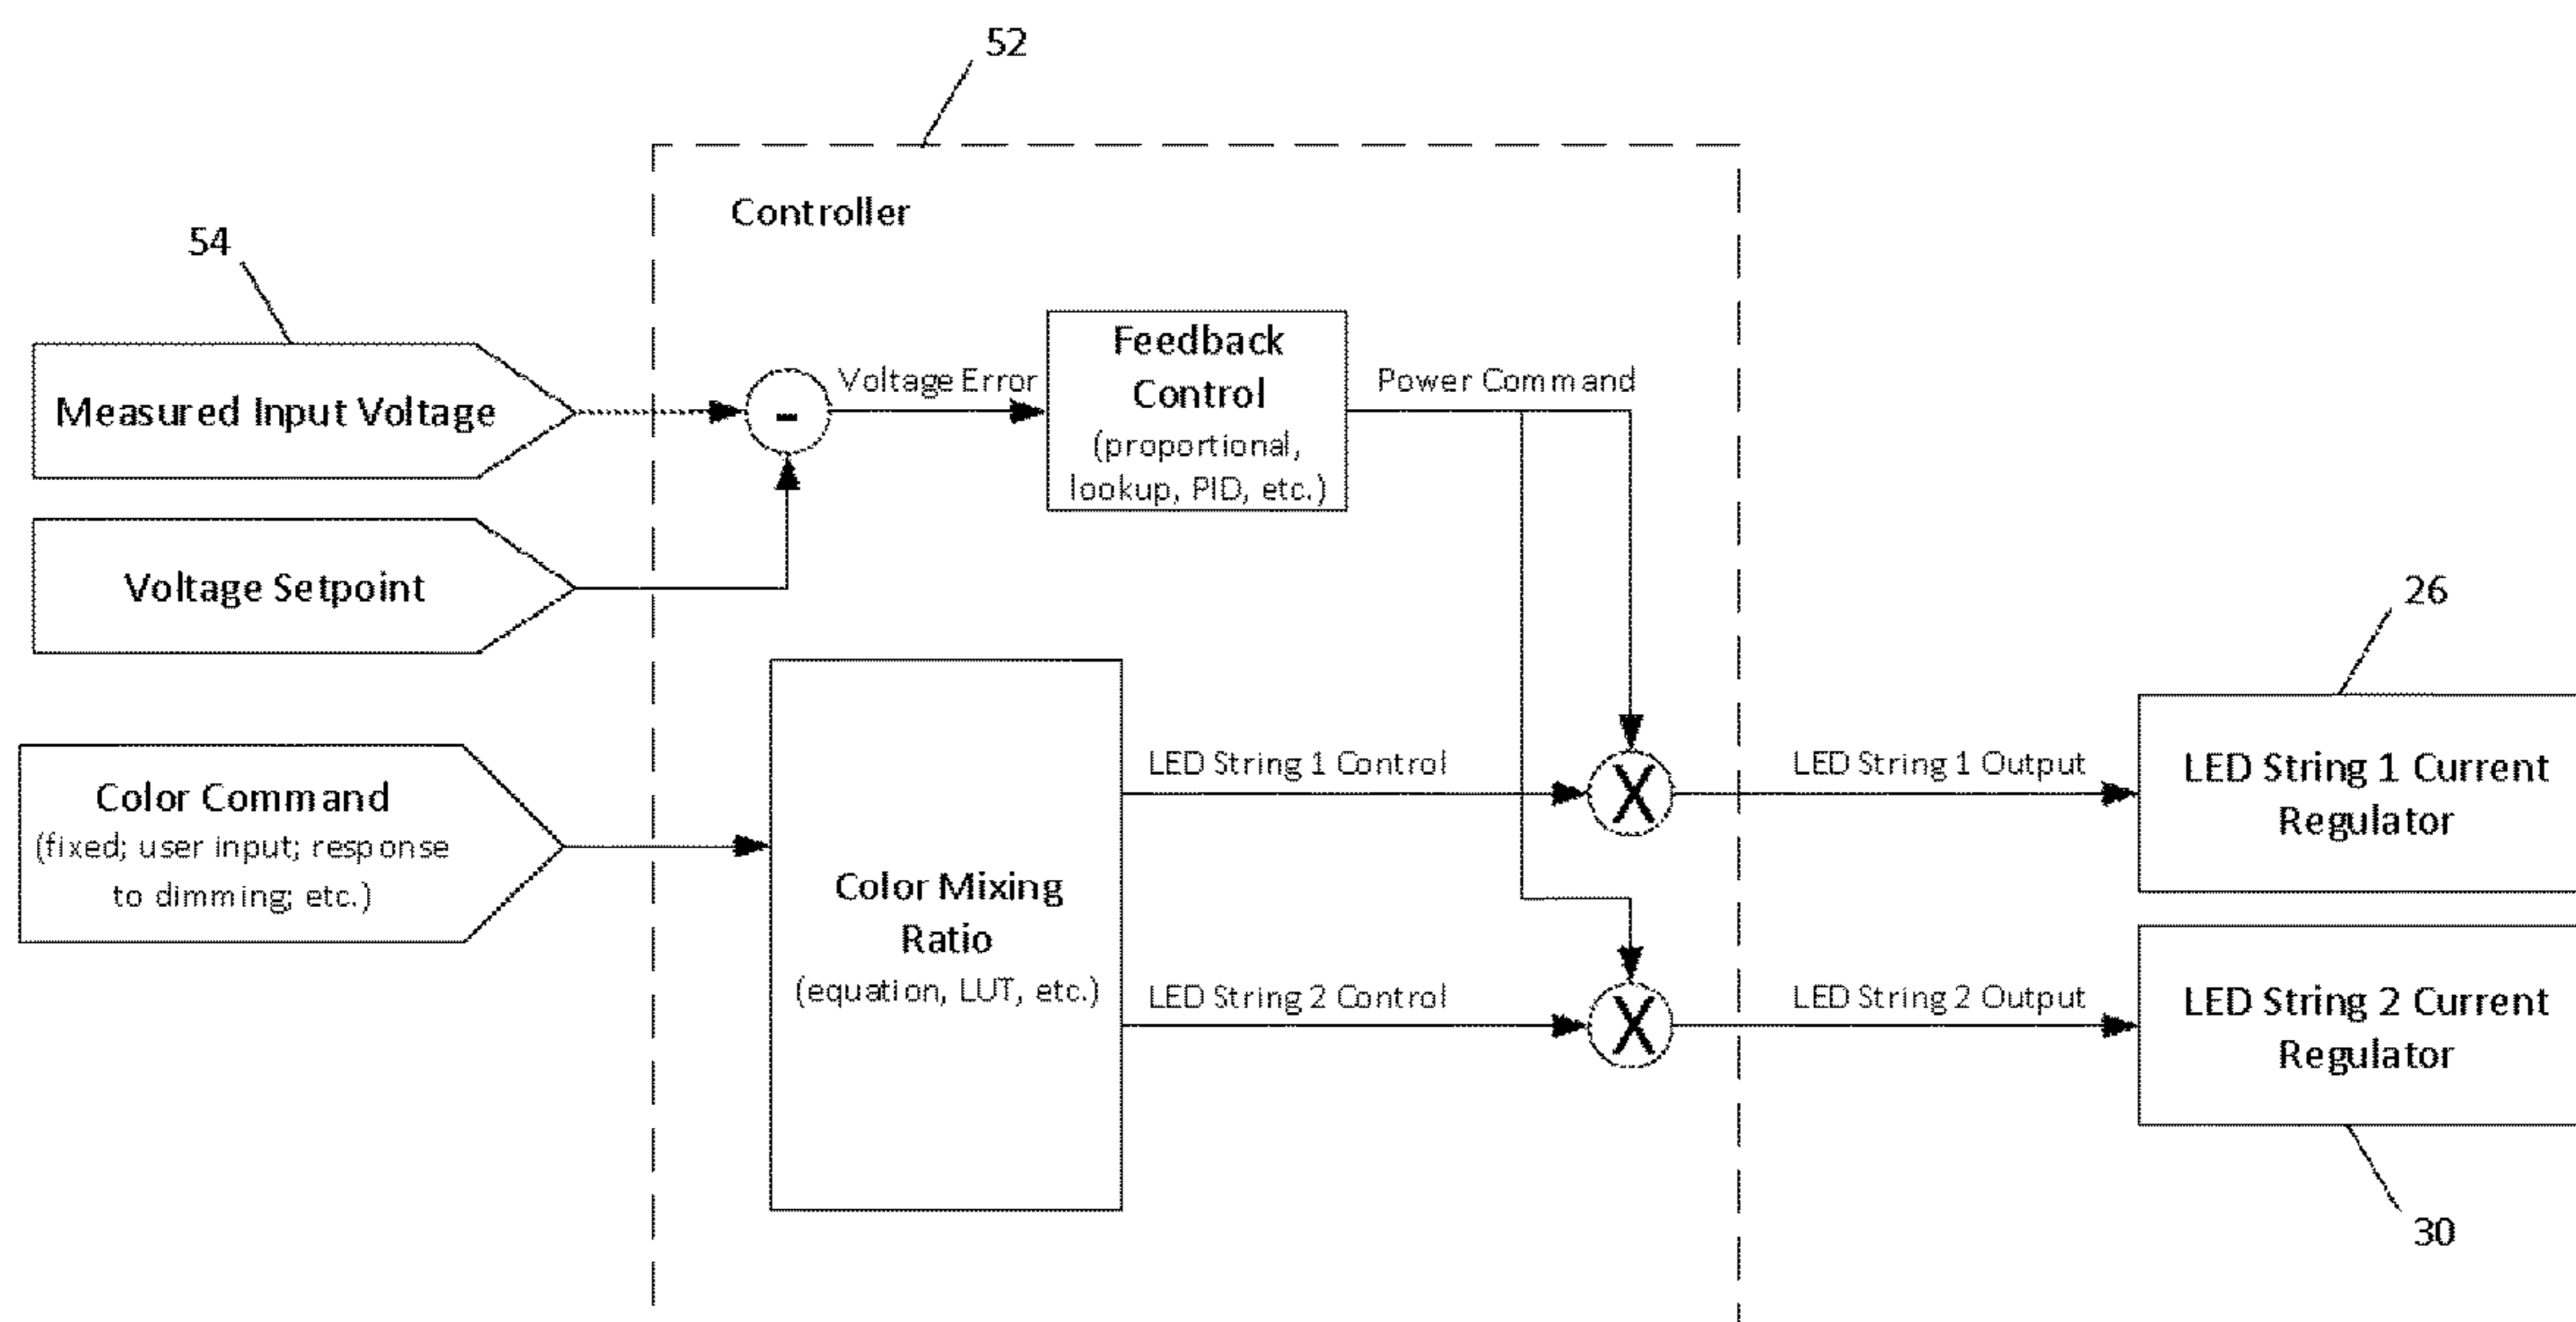 52
Controller
54
Measured Input Voltage
Voltage Error
Feedback
Control
(proportional,
lookup, PID, etc.)
Power Command
-
Voltage Setpoint
26
Color Command
(fixed; user input; response
to dimming; etc.)
Color Mixing
Ratio
(equation, LUT, etc.)
LED String 1 Control
X
LED String 1 Output
LED String 1 Current
Regulator
LED String 2 Control
X
LED String 2 Output
LED String 2 Current
Regulator
30